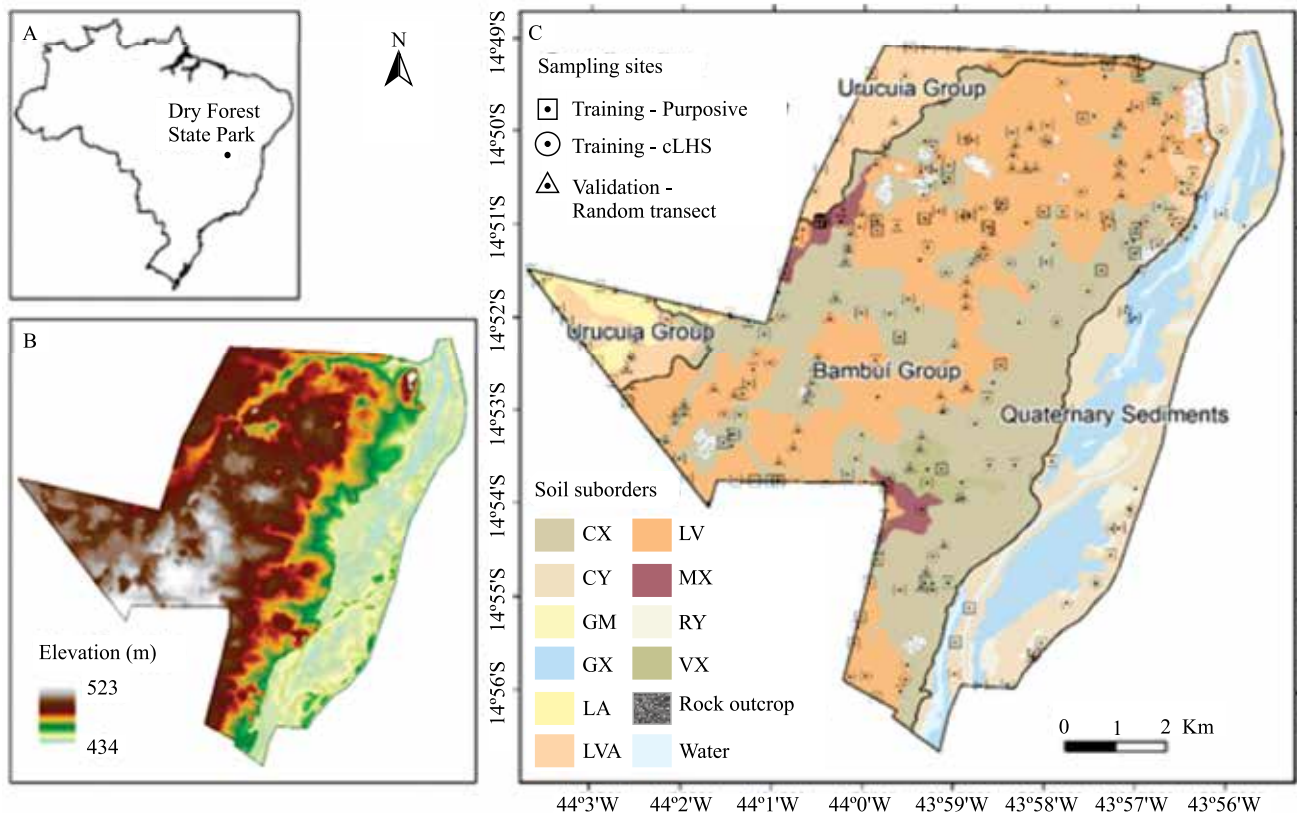 A
Dry Forest
State Park
N
B
Elevation (m)
523
434
C
Sampling sites
Training - Purposive
Training - cLHS
Validation -
Random transect
Urucuia Group
Urucuia Group
Bambuí Group
Quaternary Sediments
Soil suborders
CX
LV
CY
MX
GM
RY
GX
VX
LA
Rock outcrop
LVA
Water
0 1 2 Km
14º49'S
14º50'S
14º51'S
14º52'S
14º53'S
14º54'S
14º55'S
14º56'S
44º3'W 44º2'W 44º1'W 44º0'W 43º59'W 43º58'W 43º57'W 43º56'W